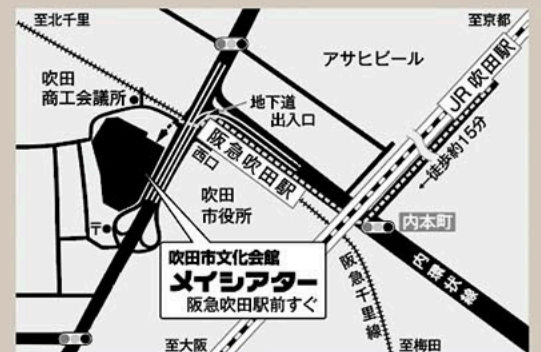 至北千里
至京都
アサヒビール
JR吹田駅
吹田
商工会議所
地下道
出入口
←徒歩約15分
阪急吹田駅
西口
吹田
市役所
〒
内本町
吹田市文化会館
メイシアター
阪急吹田駅前すぐ
内環状線
阪急千里線
至大阪
至梅田